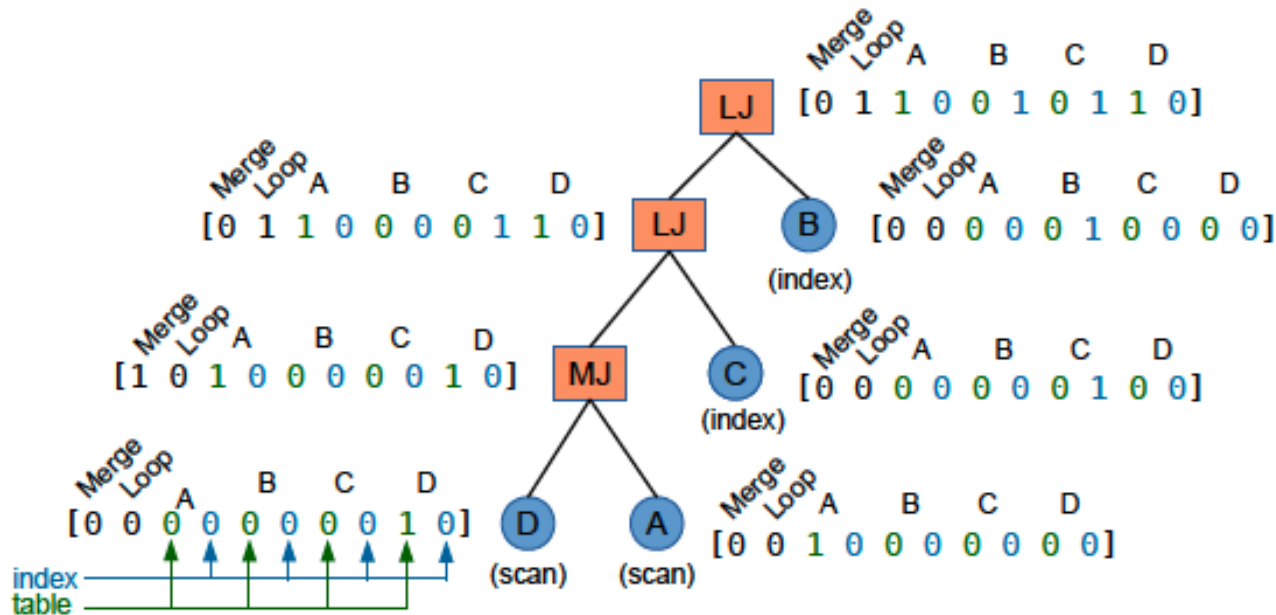 Merge Loop A B C D
LJ [0 1 1 0 0 1 0 1 1 0]
Merge Loop A B C D
[0 1 1 0 0 0 0 1 1 0] LJ
B
(index)
Merge Loop A B C D
[0 0 0 0 0 1 0 0 0 0]
Merge Loop A B C D
[1 0 1 0 0 0 0 0 1 0] MJ
C
(index)
Merge Loop A B C D
[0 0 0 0 0 0 0 1 0 0]
Merge Loop A B C D
[0 0 0 0 0 0 0 0 1 0]
D
(scan)
A
(scan)
Merge Loop A B C D
[0 0 1 0 0 0 0 0 0 0]
index
table